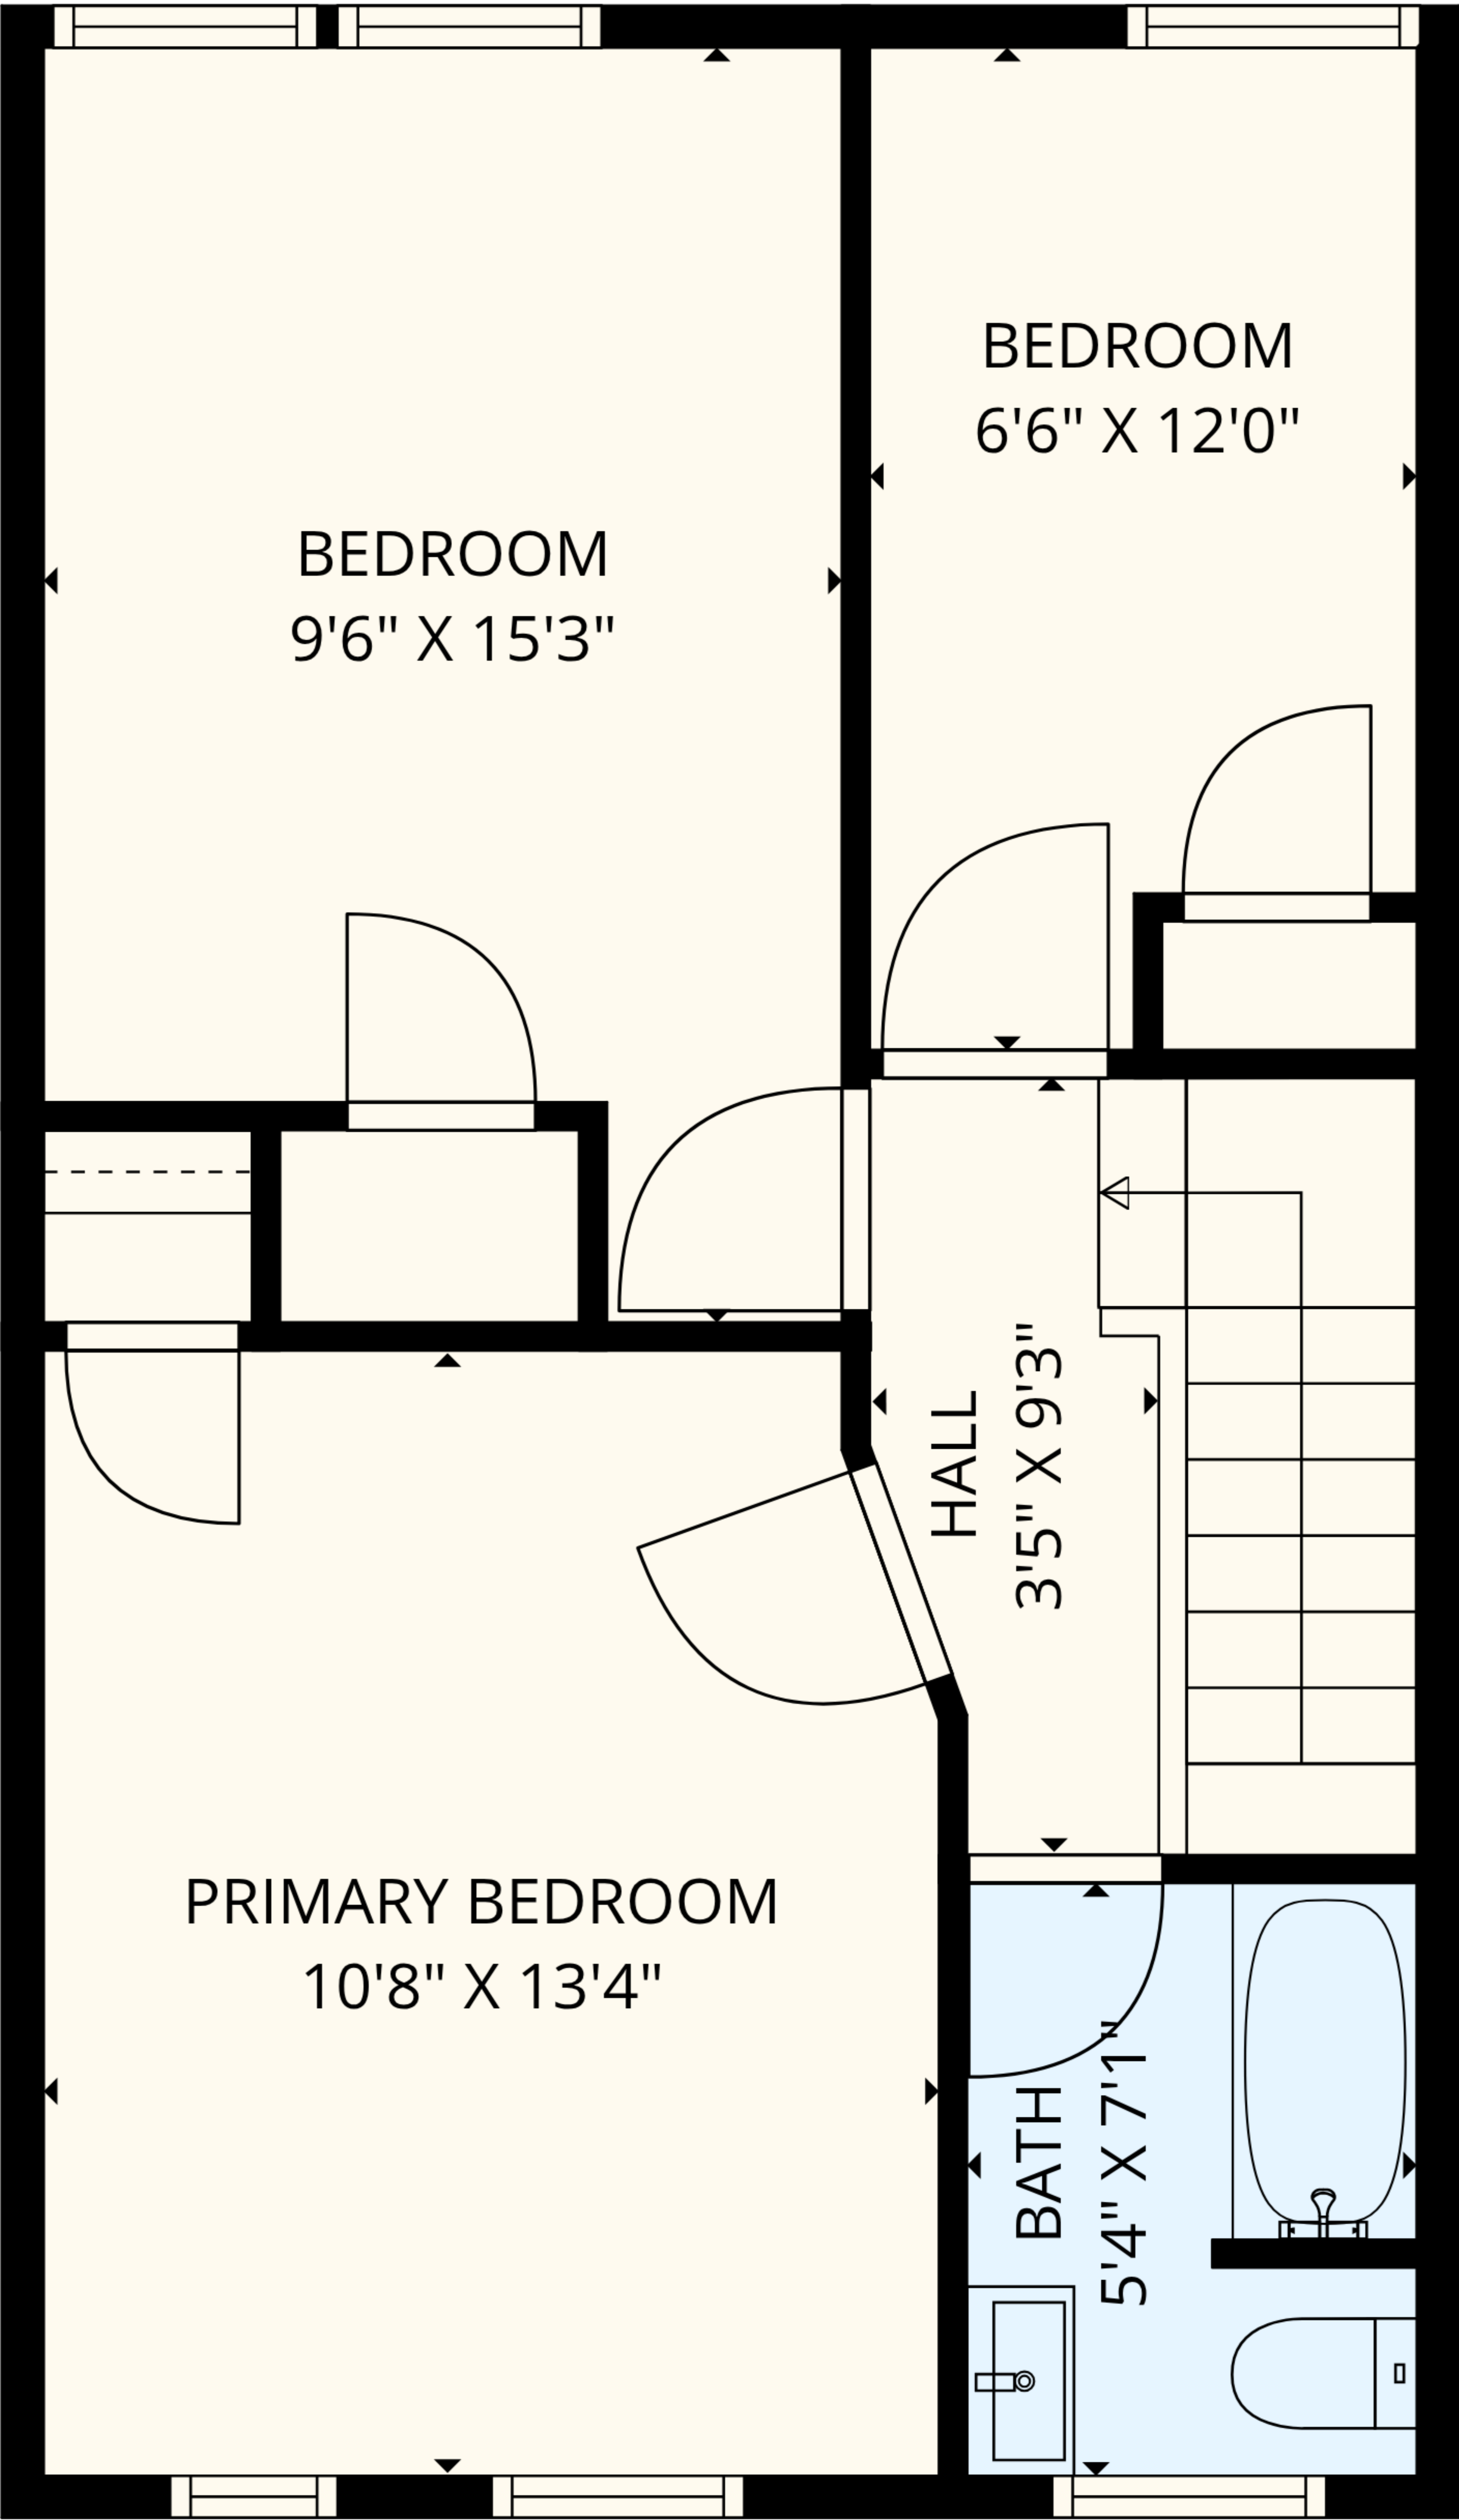 BEDROOM
6'6" X 12'0"
BEDROOM
9'6" X 15'3"
HALL
3'5" X 9'3"
PRIMARY BEDROOM
10'8" X 13'4"
BATH
5'4" X 7'1"